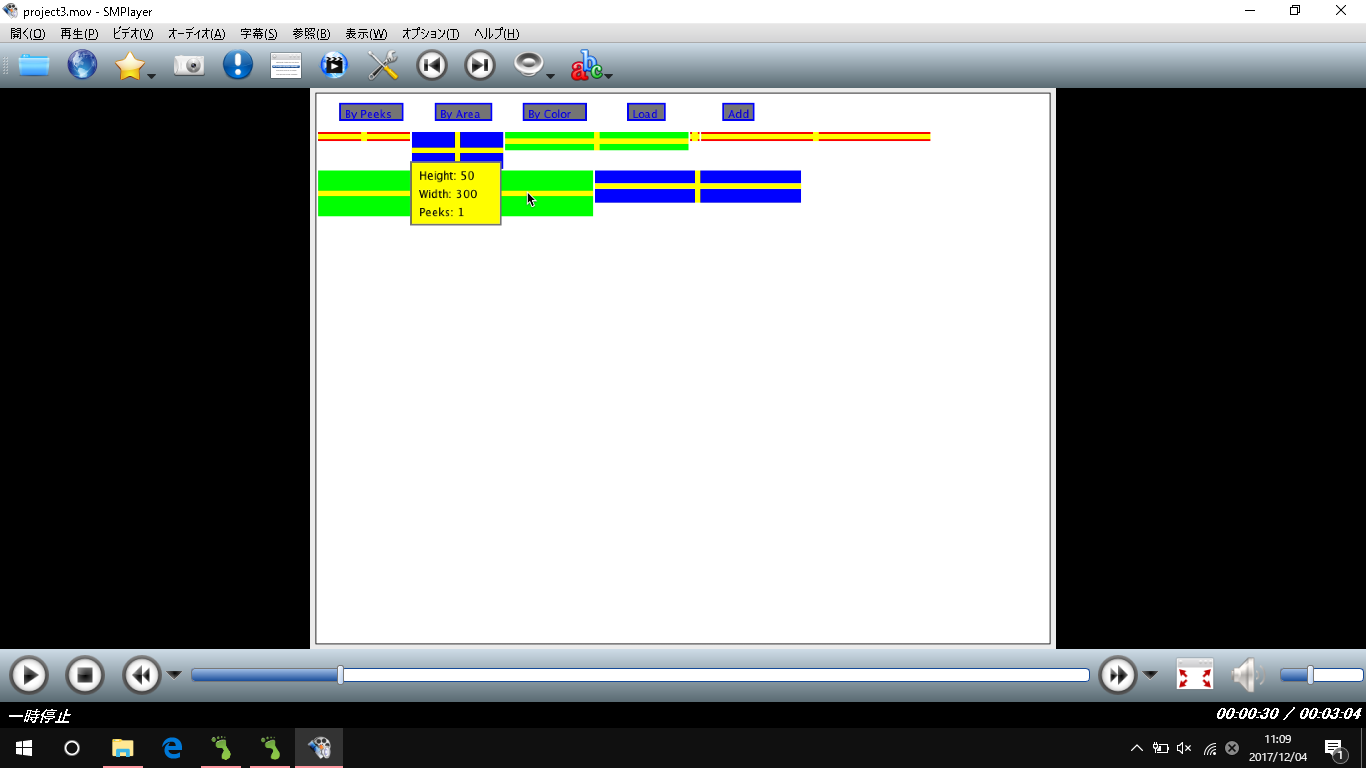 project3.mov - SMPlayer
開く(O) 再生(P) ビデオ(V) オーディオ(A) 字幕(S) 参照(B) 表示(W) オプション(T) ヘルプ(H)
abc
By Peeks By Area By Color Load Add
Height: 50
Width: 300
Peeks: 1
一時停止 00:00:30 / 00:03:04
11:09
2017/12/04
1